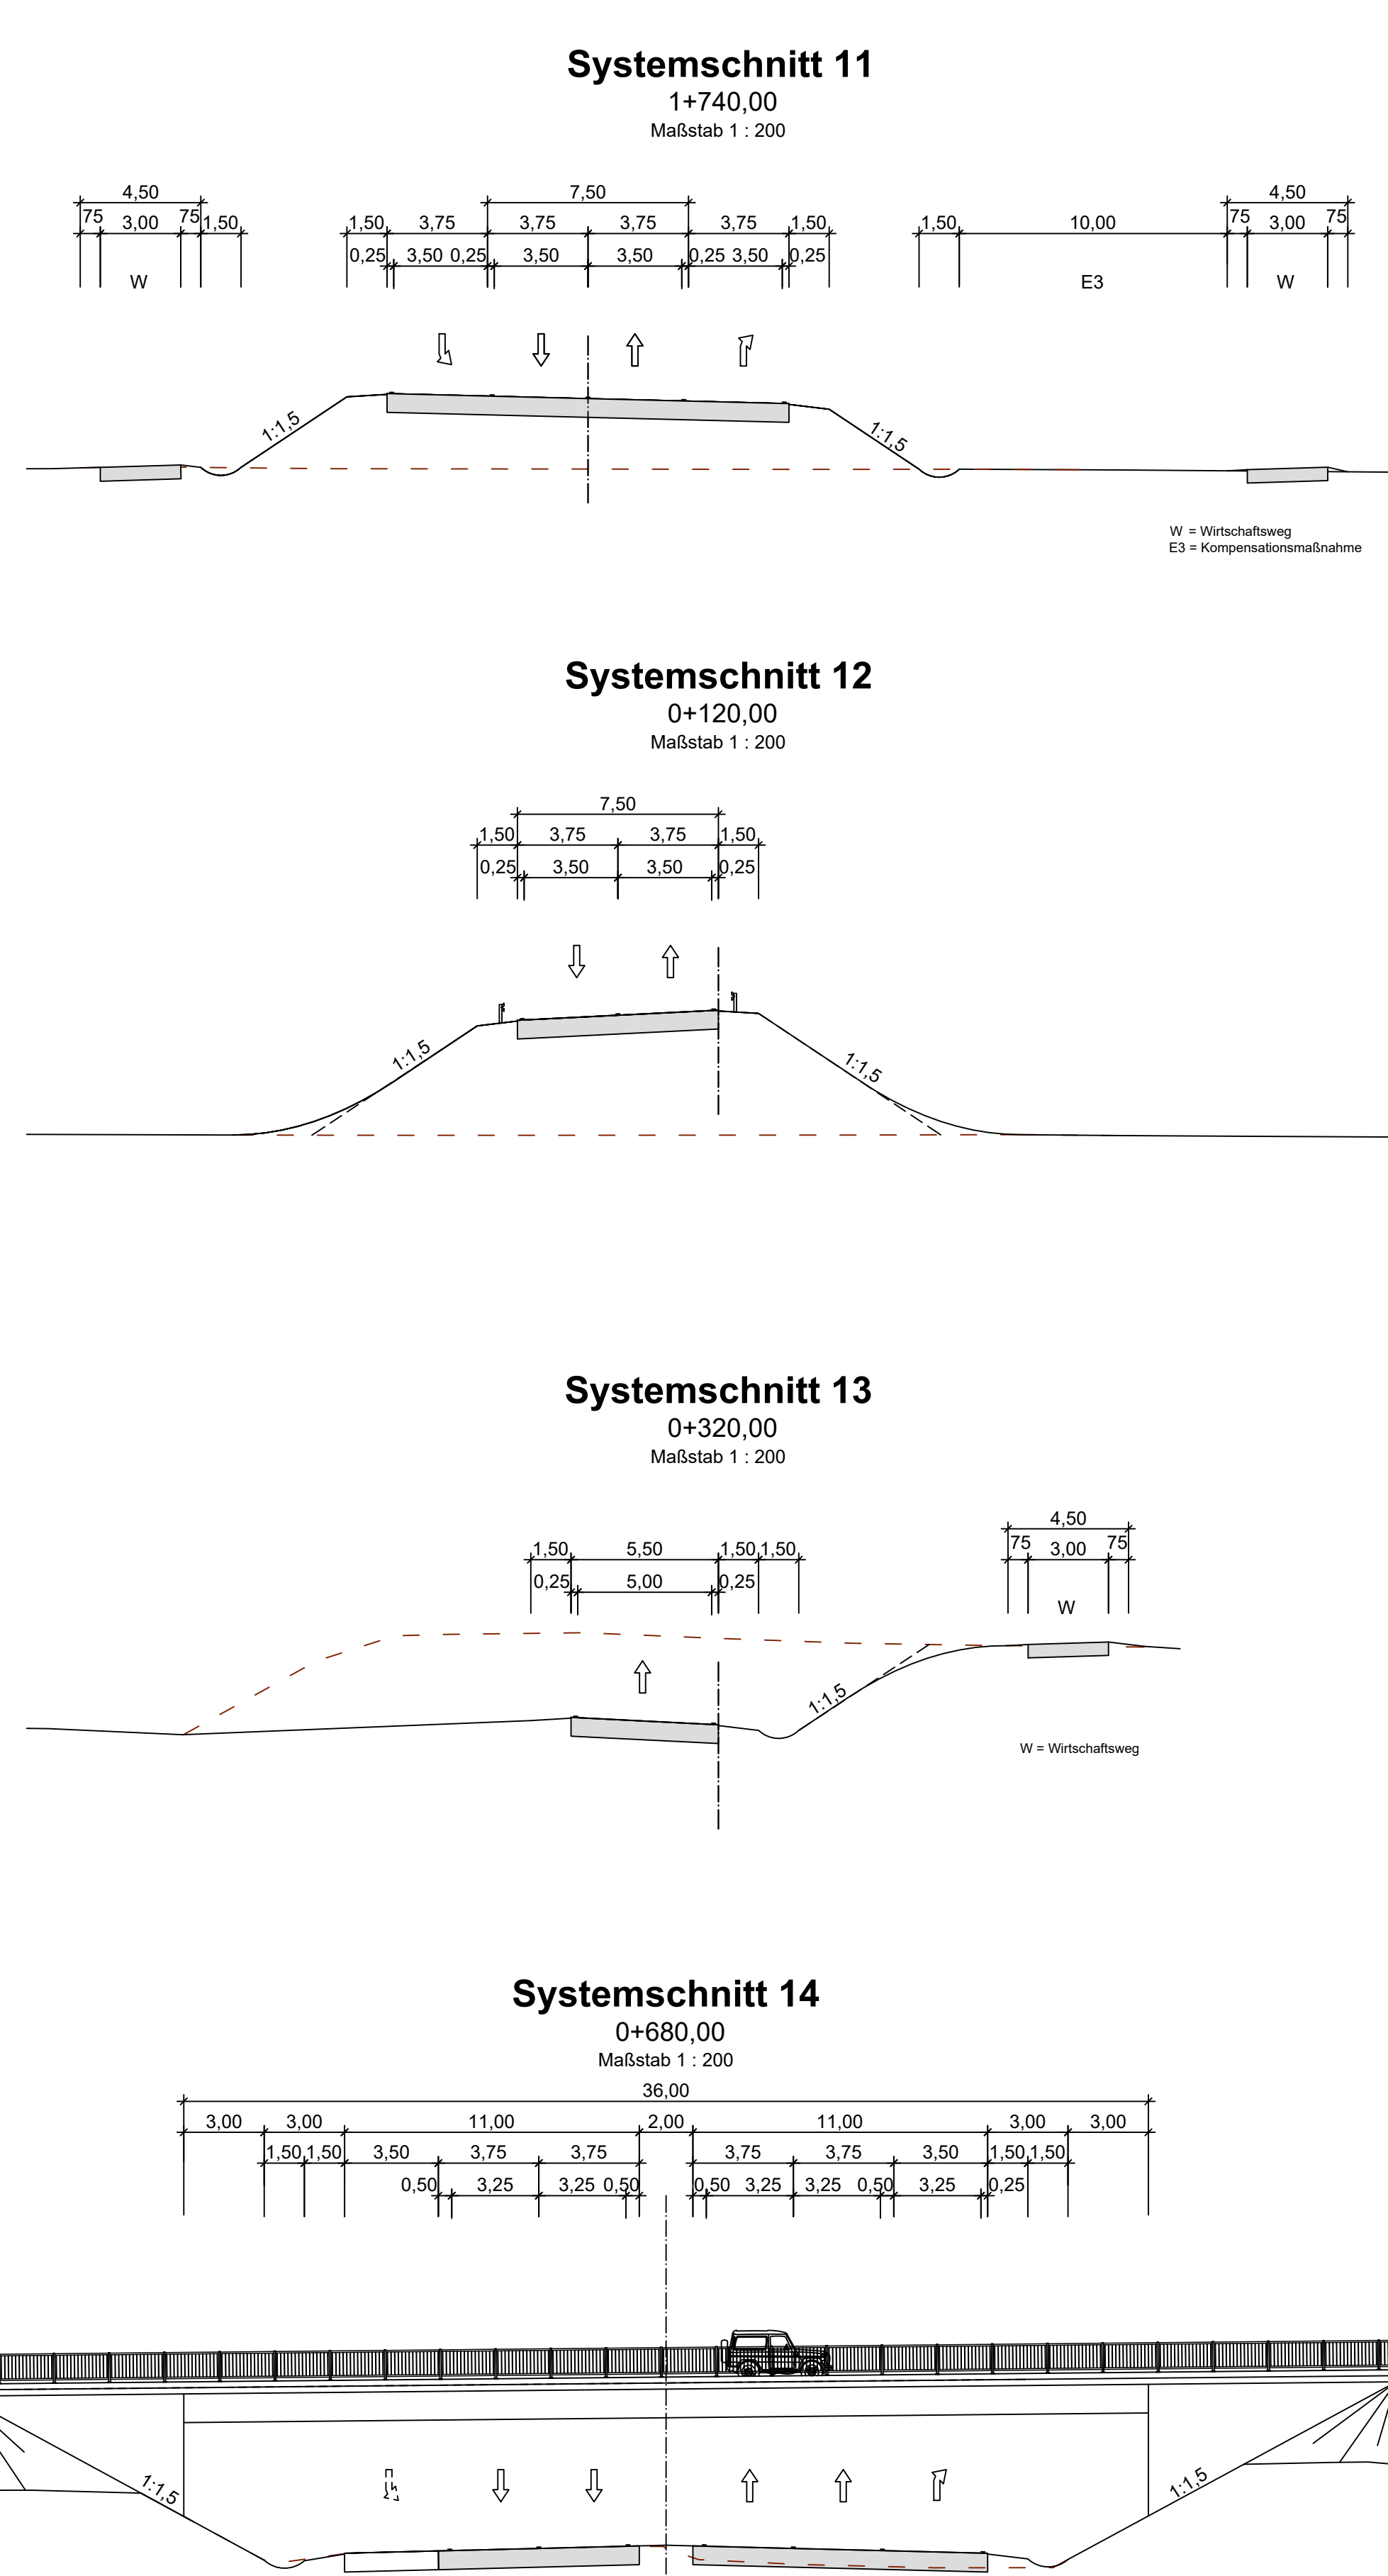 Systemschnitt 11
1+740,00
Maßstab 1 : 200
4,50 7,50 4,50
75 3,00 75 1,50 1,50 3,75 3,75 3,75 3,75 1,50 1,50 10,00 75 3,00 75
0,25 3,50 0,25 3,50 3,50 0,25 3,50 0,25
W E3 W
1:1,5 1:1,5
W = Wirtschaftsweg
E3 = Kompensationsmaßnahme
Systemschnitt 12
0+120,00
Maßstab 1 : 200
7,50
1,50 3,75 3,75 1,50
0,25 3,50 3,50 0,25
1:1,5 1:1,5
Systemschnitt 13
0+320,00
Maßstab 1 : 200
4,50
1,50 5,50 1,50 1,50 75 3,00 75
0,25 5,00 0,25
W
1:1,5
W = Wirtschaftsweg
Systemschnitt 14
0+680,00
Maßstab 1 : 200
36,00
3,00 3,00 11,00 2,00 11,00 3,00 3,00
1,50 1,50 3,50 3,75 3,75 3,75 3,75 3,50 1,50 1,50
0,50 3,25 3,25 0,50 0,50 3,25 3,25 0,50 3,25 0,25
1:1,5 1:1,5